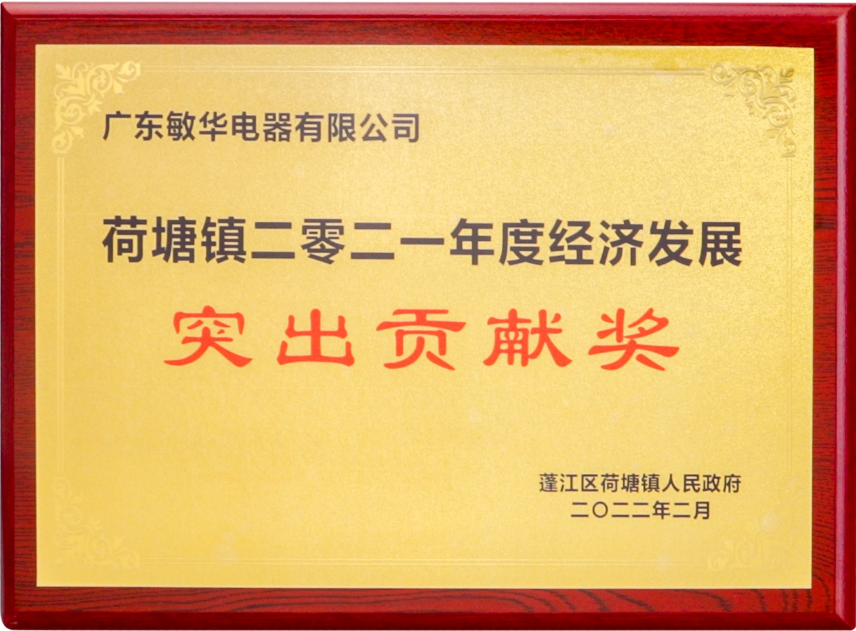 广东敏华电器有限公司
荷塘镇二零二一年度经济发展
突出贡献奖
蓬江区荷塘镇人民政府
二〇二二年二月